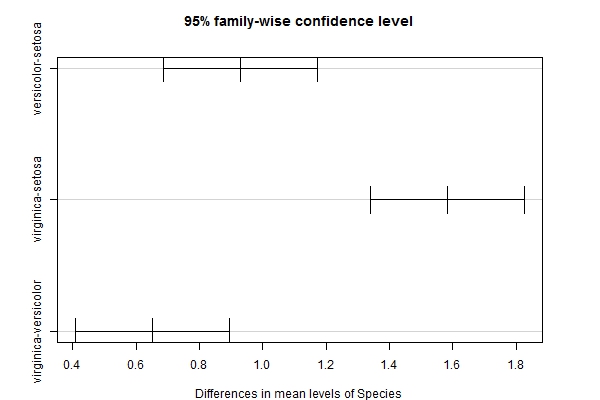 95% family-wise confidence level
versicolor-setosa
virginica-setosa
virginica-versicolor
0.4 0.6 0.8 1.0 1.2 1.4 1.6 1.8
Differences in mean levels of Species